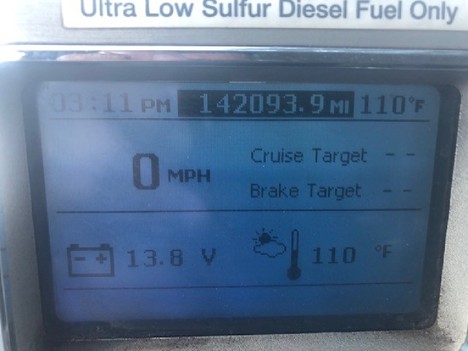 Ultra Low Sulfur Diesel Fuel Only
03:11 PM 142093.9 MI 110°F
0 MPH
Cruise Target - -
Brake Target - -
- + 13.8 V 110 °F